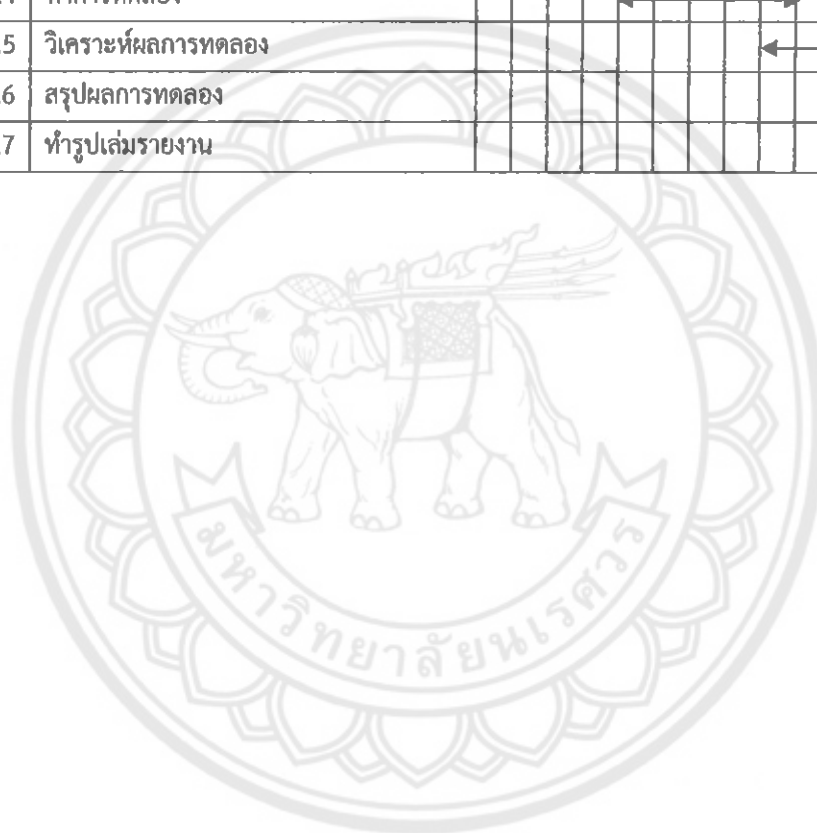 5 วิเคราะห์ผลการทดลอง
6 สรุปผลการทดลอง
7 ทำรูปเล่มรายงาน
มหาวิทยาลัยนเรศวร